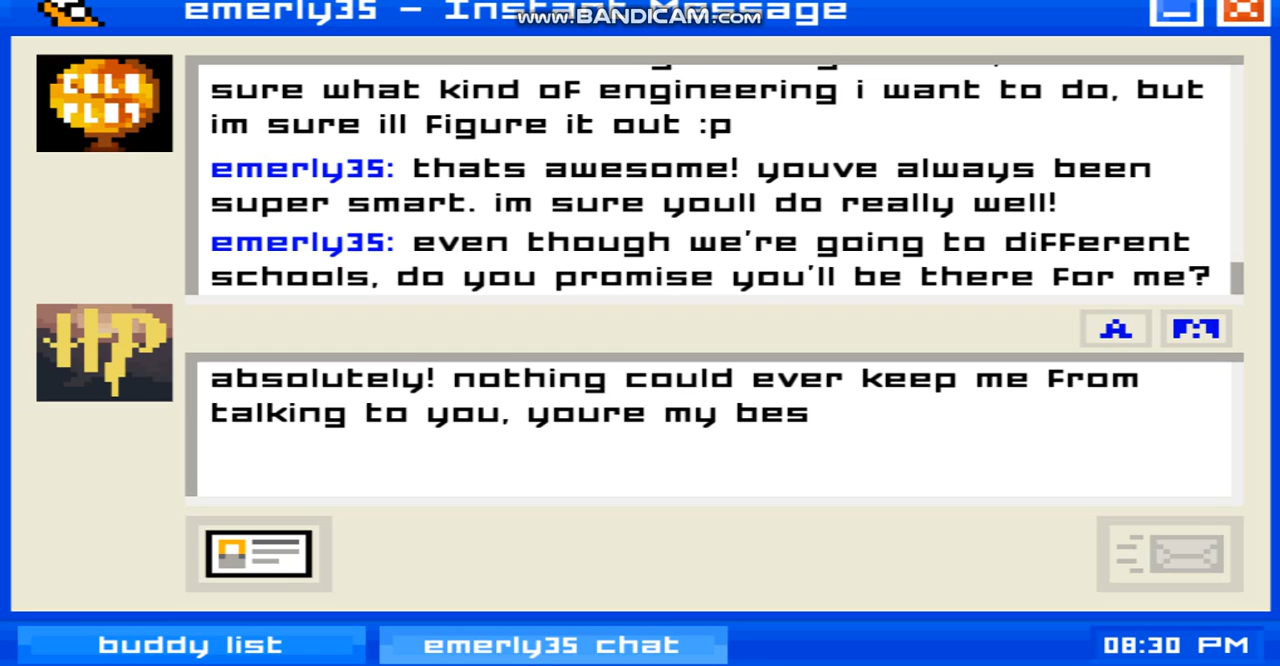 emerly35 - Instant Message
www.BANDICAM.com
COLD
PLAY
sure what kind of engineering i want to do, but
im sure ill figure it out :p
emerly35: thats awesome! youve always been
super smart. im sure youll do really well!
emerly35: even though we're going to different
schools, do you promise you'll be there for me?
HP
A
absolutely! nothing could ever keep me from
talking to you, youre my bes
buddy list
emerly35 chat
08:30 PM